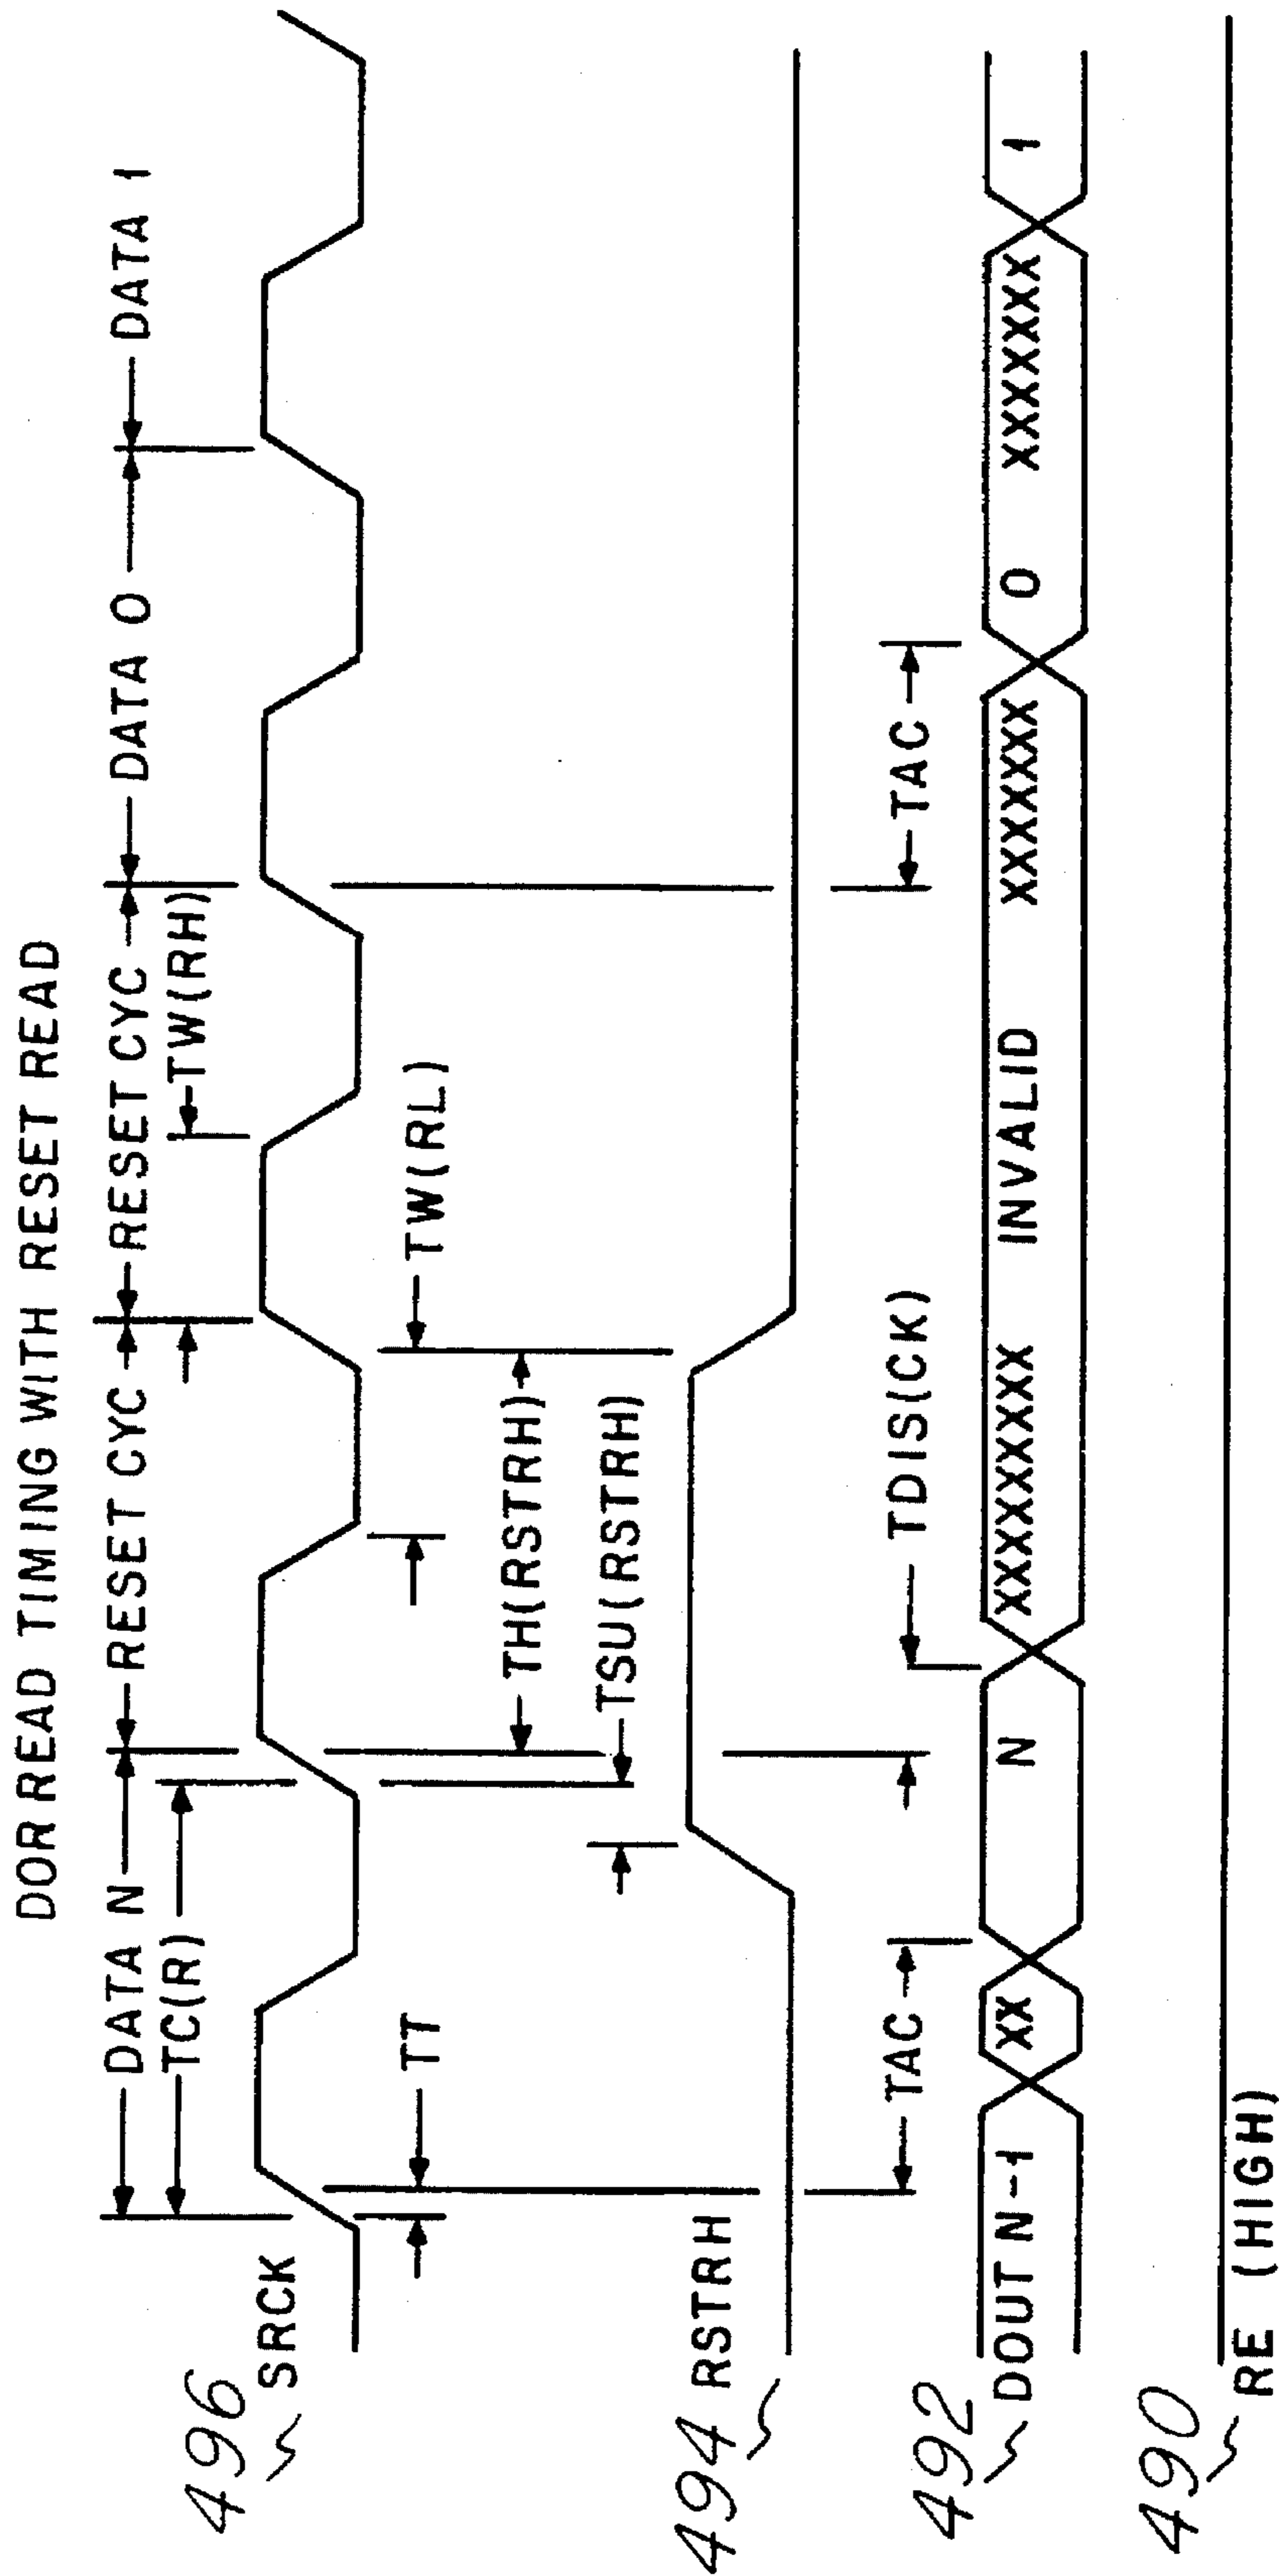 DOR READ TIMING WITH RESET READ
DATA N RESET CYC RESET CYC DATA 0 DATA 1
TC(R) TW(RH)
496
SRCK
TT TW(RL)
TH(RSTRH)
TSU(RSTRH)
494 RSTRH
TAC TDIS(CK) TAC
492
DOUT N-1 XX N XXXXXXXX INVALID XXXXXX 0 XXXXXX 1
490
RE (HIGH)